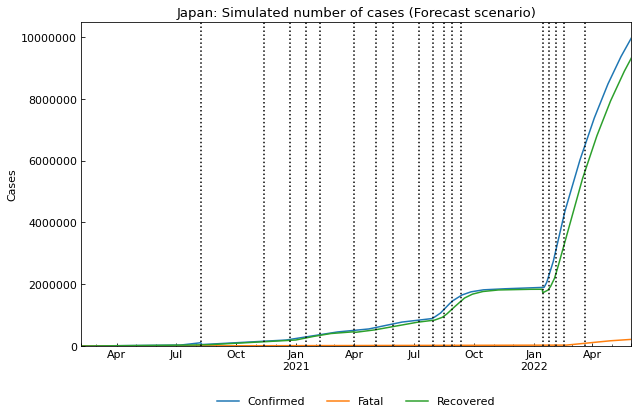 Japan: Simulated number of cases (Forecast scenario)
10000000
8000000
6000000
4000000
2000000
0
Cases
Apr Jul Oct Jan Apr Jul Oct Jan Apr
2021 2022
Confirmed Fatal Recovered